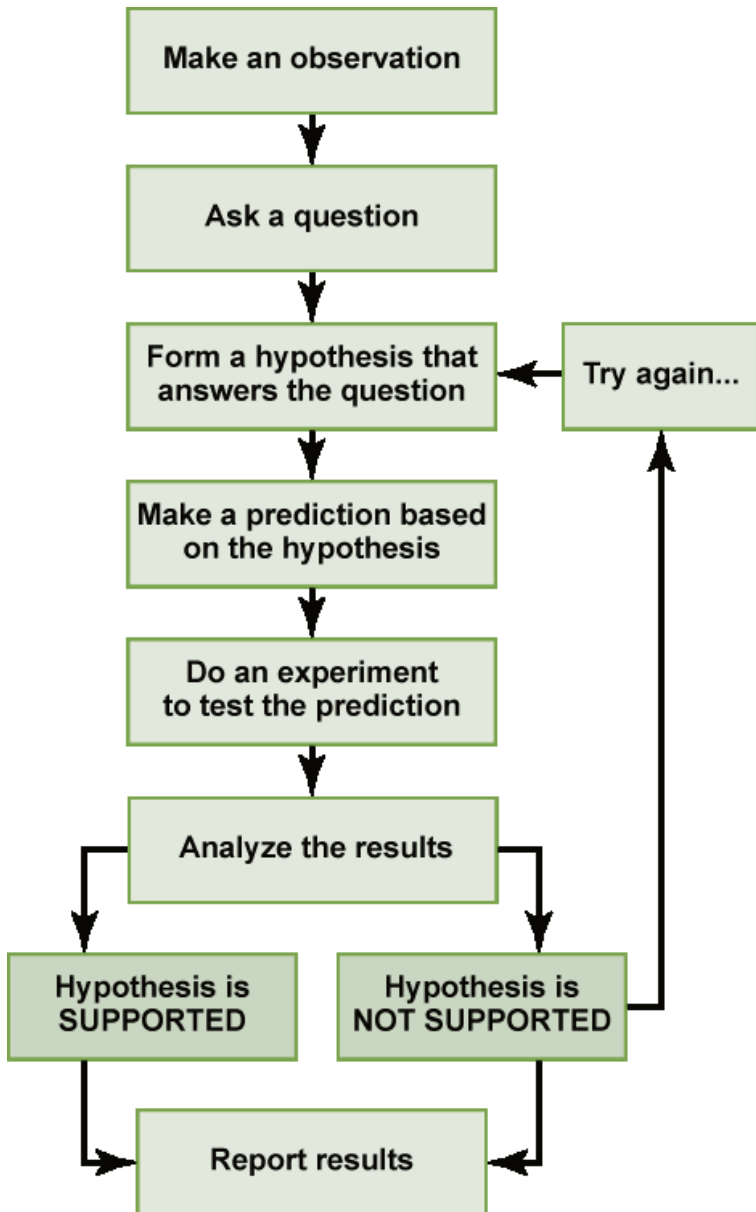 Make an observation
Ask a question
Form a hypothesis that
answers the question
Try again...
Make a prediction based
on the hypothesis
Do an experiment
to test the prediction
Analyze the results
Hypothesis is
SUPPORTED
Hypothesis is
NOT SUPPORTED
Report results